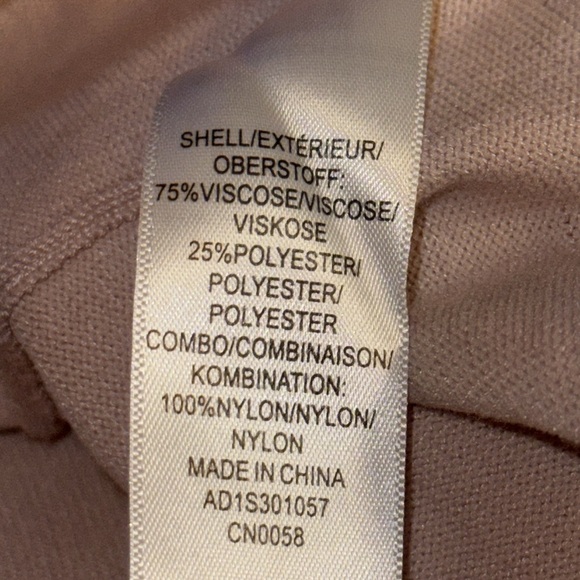 SHELL/EXTÉRIEUR/
OBERSTOFF:
75%VISCOSE/VISCOSE/
VISKOSE
25%POLYESTER/
POLYESTER/
POLYESTER
COMBO/COMBINAISON/
KOMBINATION:
100%NYLON/NYLON/
NYLON
MADE IN CHINA
AD1S301057
CN0058